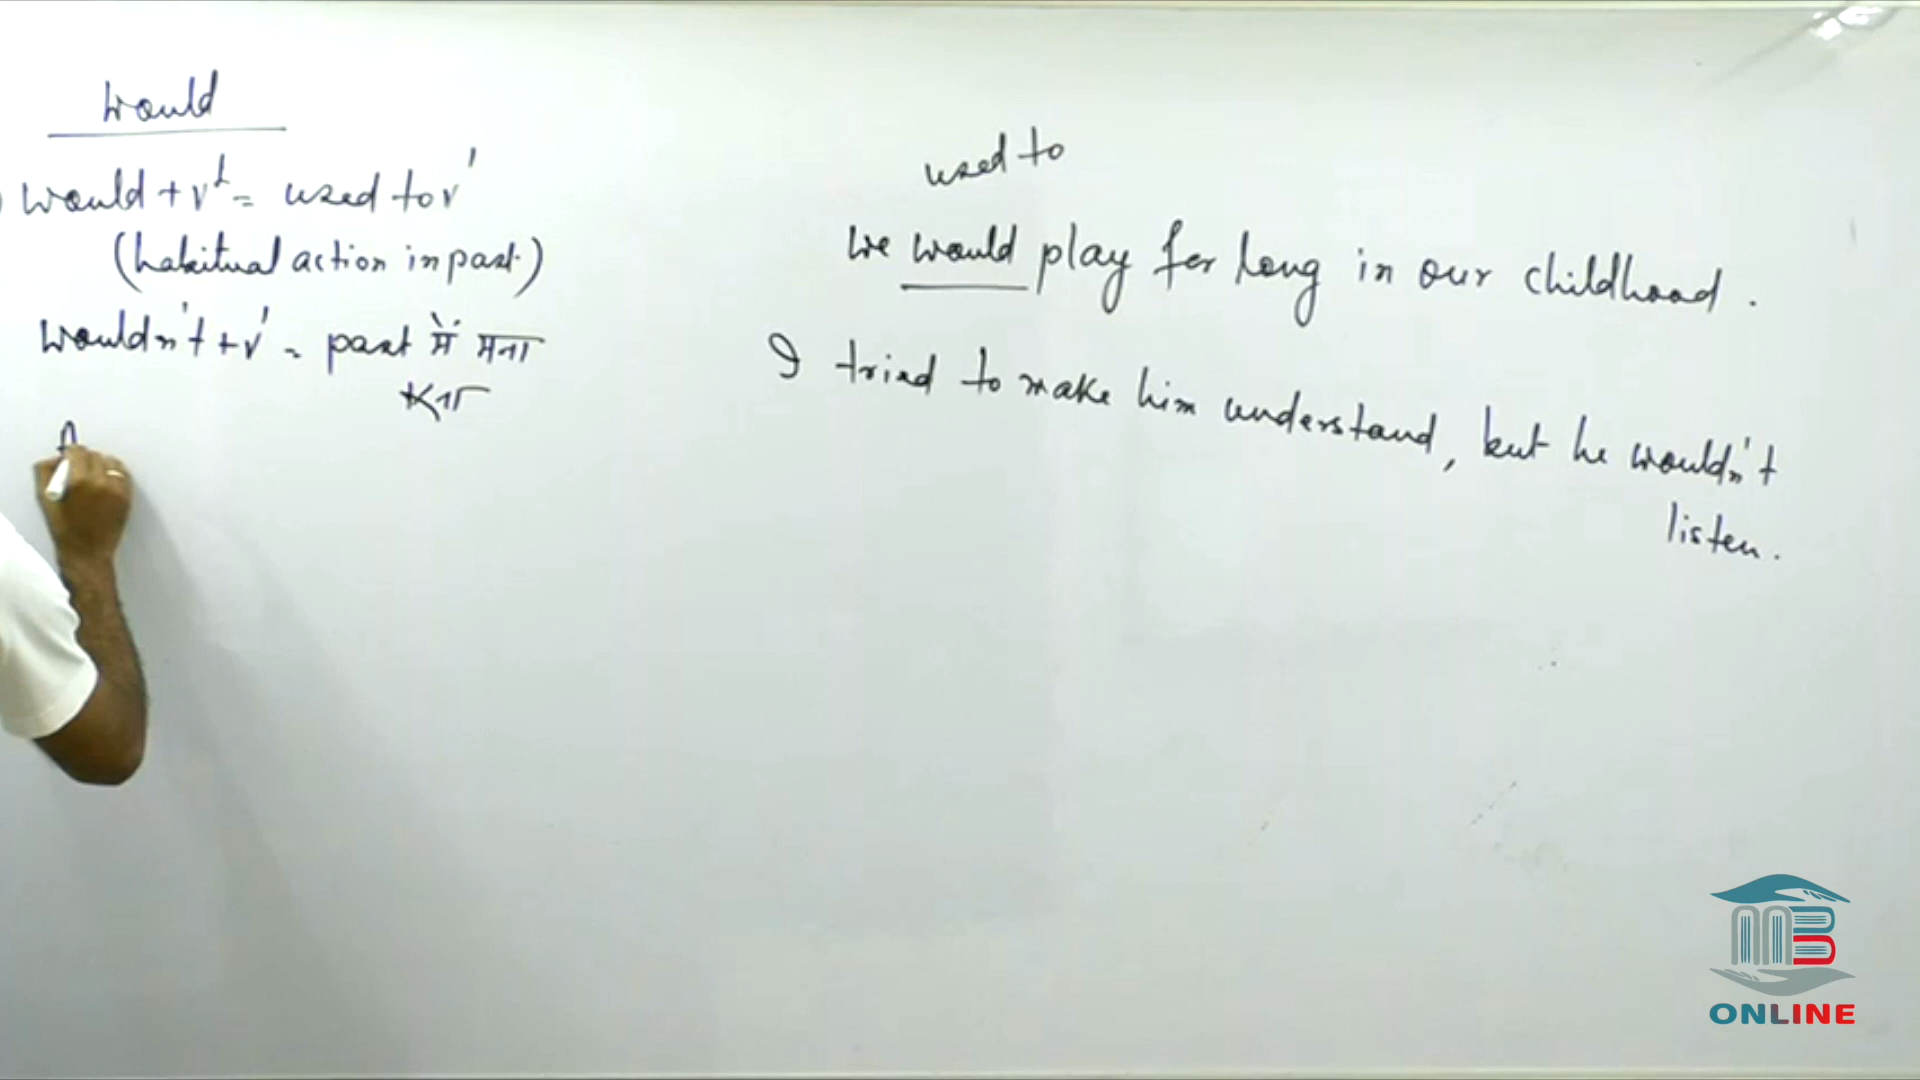 would
would + v¹ = used to v¹
(habitual action in past)
wouldn't + v¹ = past में मना
करना
used to
We would play for long in our childhood.
I tried to make him understand, but he wouldn't
listen.
MB
ONLINE